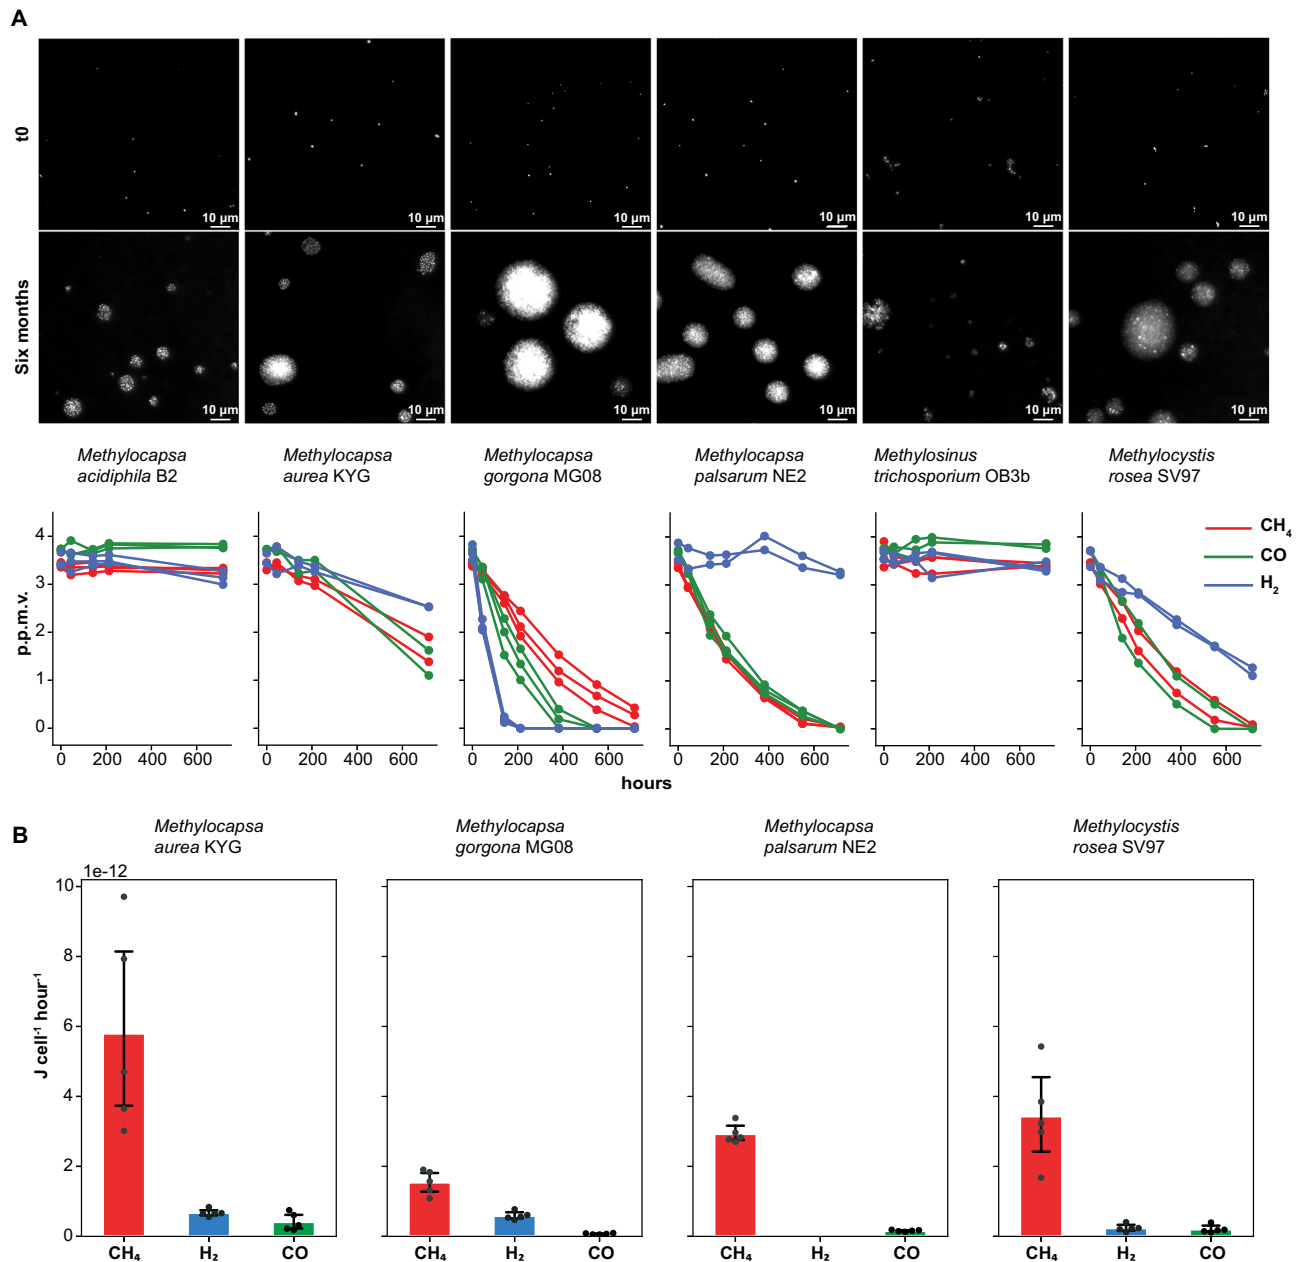 A
t0
10 μm 10 μm 10 μm 10 μm 10 μm 10 μm
Six months
10 μm 10 μm 10 μm 10 μm 10 μm 10 μm
Methylocapsa
acidiphila B2
Methylocapsa
aurea KYG
Methylocapsa
gorgona MG08
Methylocapsa
palsarum NE2
Methylosinus
trichosporium OB3b
Methylocystis
rosea SV97
p.p.m.v.
4
3
2
1
0
CH₄
CO
H₂
0 200 400 600
0 200 400 600
0 200 400 600
0 200 400 600
0 200 400 600
0 200 400 600
hours
B
Methylocapsa
aurea KYG
Methylocapsa
gorgona MG08
Methylocapsa
palsarum NE2
Methylocystis
rosea SV97
1e-12
J cell⁻¹ hour⁻¹
10
8
6
4
2
0
CH₄ H₂ CO
CH₄ H₂ CO
CH₄ H₂ CO
CH₄ H₂ CO